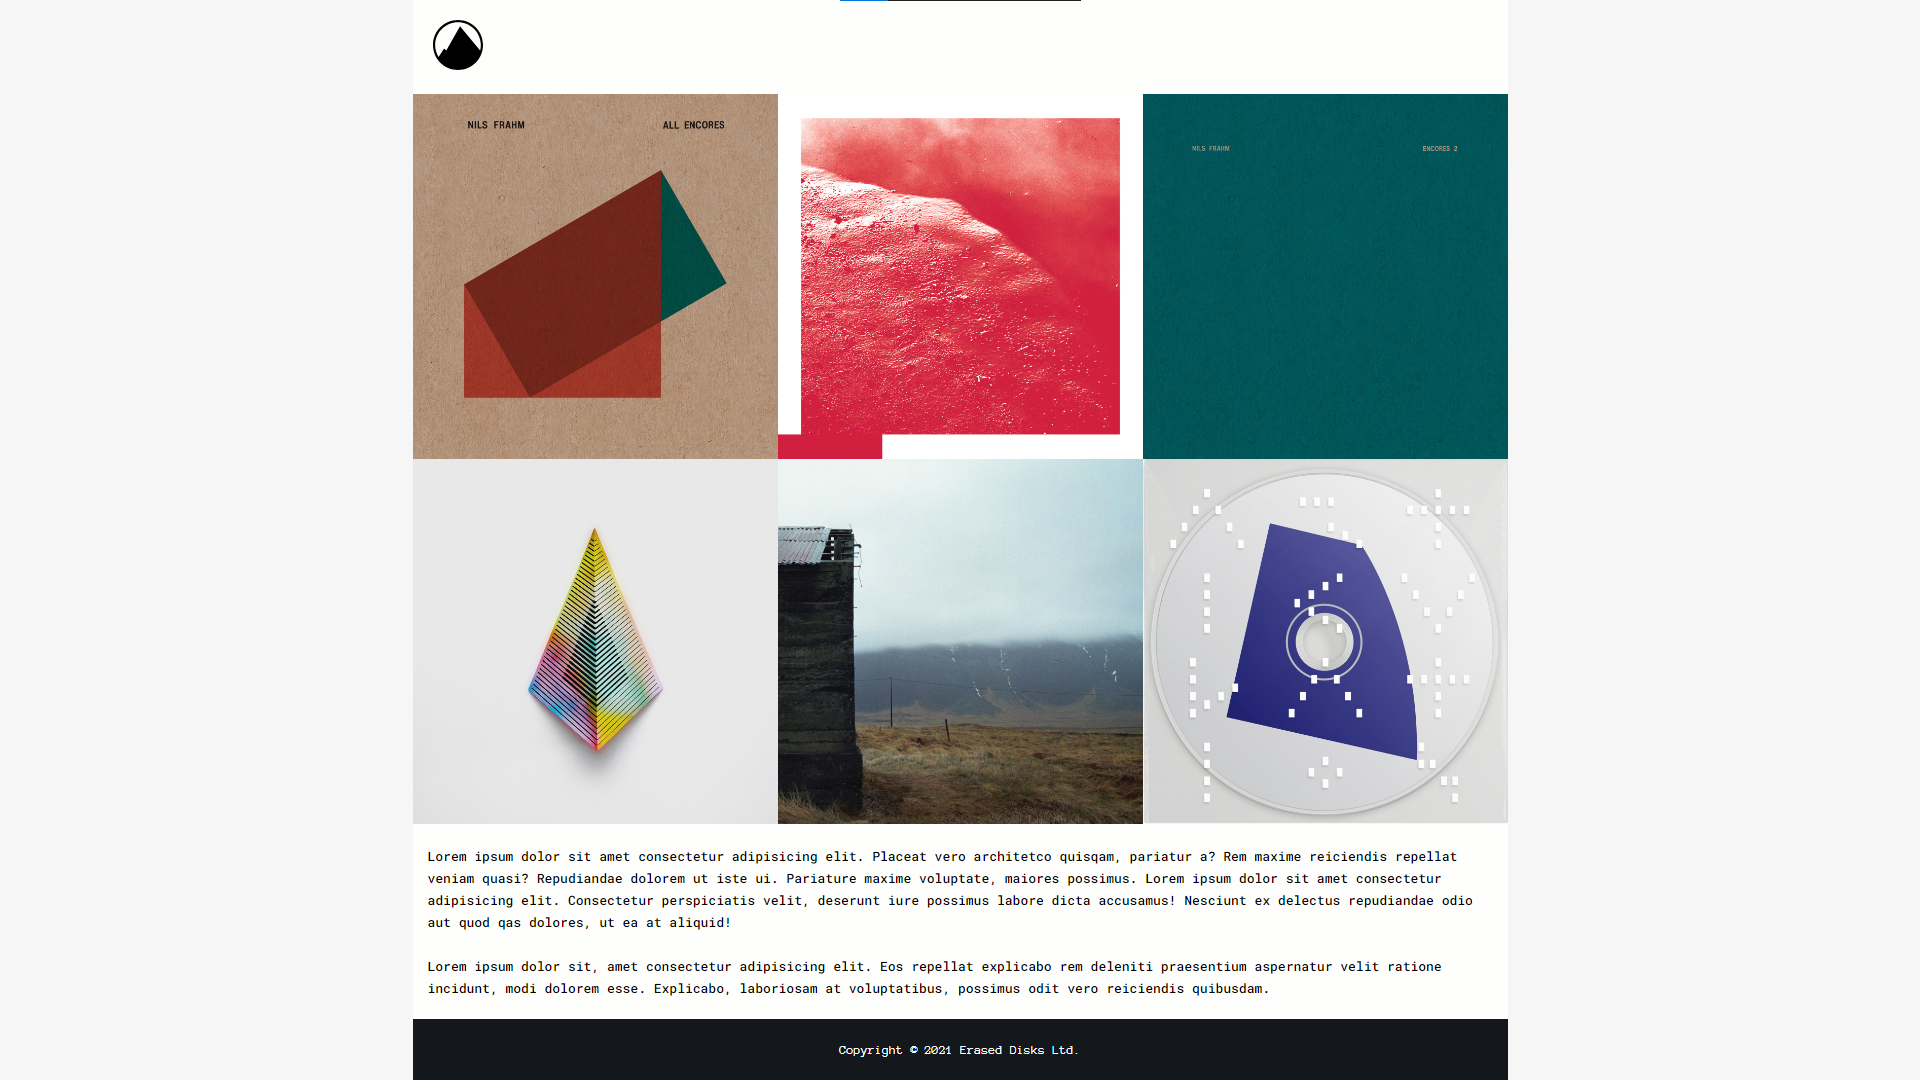 NILS FRAHM
ALL ENCORES
NILS FRAHM
ENCORES 2
Lorem ipsum dolor sit amet consectetur adipisicing elit. Placeat vero architetco quisqam, pariatur a? Rem maxime reiciendis repellat
veniam quasi? Repudiandae dolorem ut iste ui. Pariature maxime voluptate, maiores possimus. Lorem ipsum dolor sit amet consectetur
adipisicing elit. Consectetur perspiciatis velit, deserunt iure possimus labore dicta accusamus! Nesciunt ex delectus repudiandae odio
aut quod qas dolores, ut ea at aliquid!
Lorem ipsum dolor sit, amet consectetur adipisicing elit. Eos repellat explicabo rem deleniti praesentium aspernatur velit ratione
incidunt, modi dolorem esse. Explicabo, laboriosam at voluptatibus, possimus odit vero reiciendis quibusdam.
Copyright © 2021 Erased Disks Ltd.